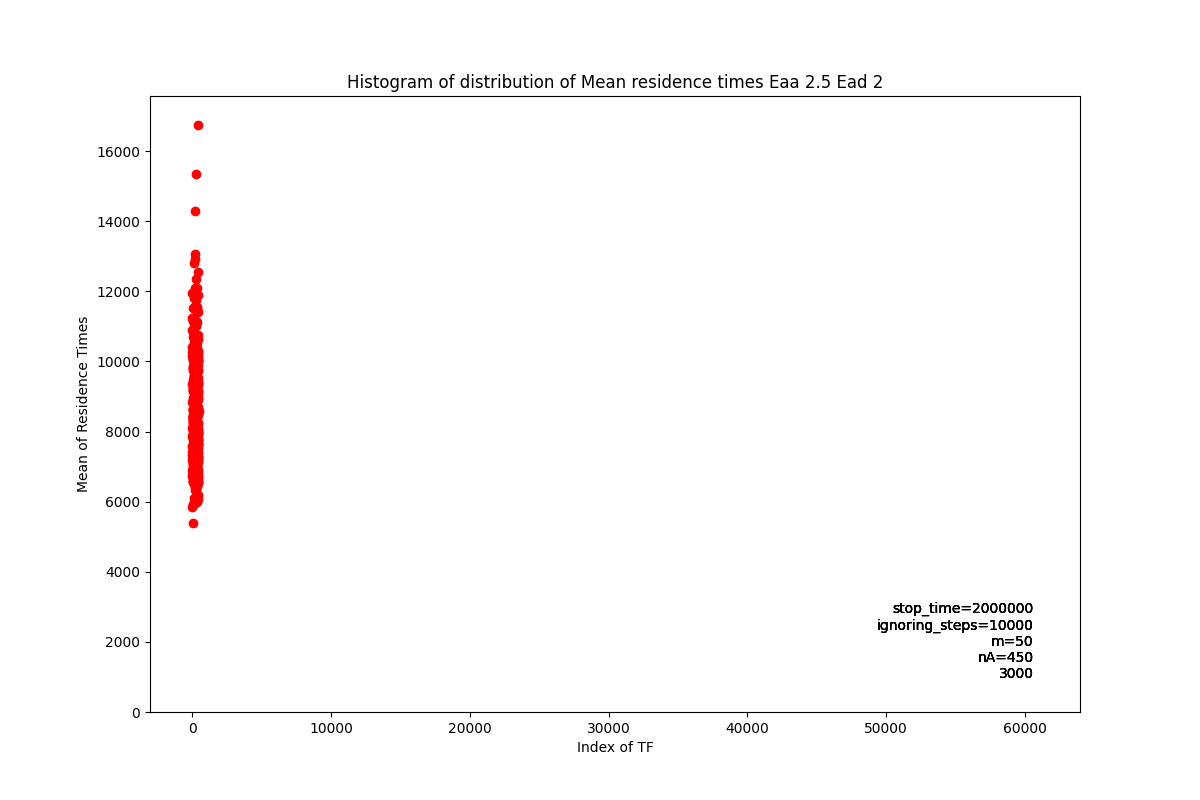 Histogram of distribution of Mean residence times Eaa 2.5 Ead 2
16000
14000
12000
10000
8000
6000
4000
2000
0
Mean of Residence Times
stop_time=2000000
ignoring_steps=10000
m=50
nA=450
3000
0 10000 20000 30000 40000 50000 60000
Index of TF